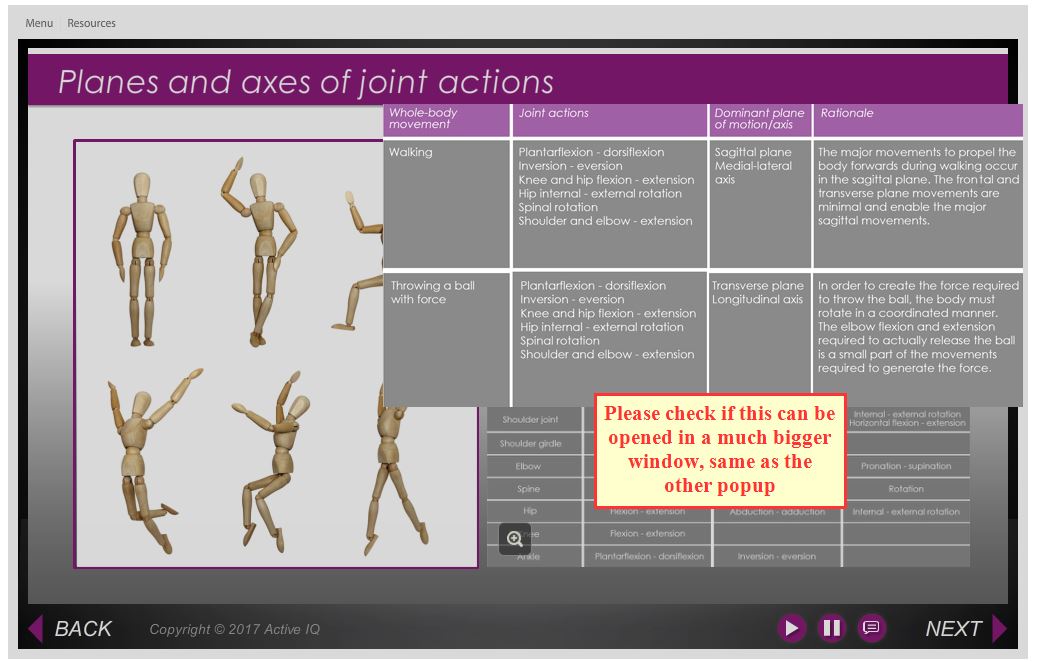 Menu Resources
Planes and axes of joint actions
Whole-body
movement
Joint actions
Dominant plane
of motion/axis
Rationale
Walking
Plantarflexion - dorsiflexion
Inversion - eversion
Knee and hip flexion - extension
Hip internal - external rotation
Spinal rotation
Shoulder and elbow - extension
Sagittal plane
Medial-lateral
axis
The major movements to propel the
body forwards during walking occur
in the sagittal plane. The frontal and
transverse plane movements are
minimal and enable the major
sagittal movements.
Throwing a ball
with force
Plantarflexion - dorsiflexion
Inversion - eversion
Knee and hip flexion - extension
Hip internal - external rotation
Spinal rotation
Shoulder and elbow - extension
Transverse plane
Longitudinal axis
In order to create the force required
to throw the ball, the body must
rotate in a coordinated manner.
The elbow flexion and extension
required to actually release the ball
is a small part of the movements
required to generate the force.
Please check if this can be
opened in a much bigger
window, same as the
other popup
Shoulder joint
Internal - external rotation
Horizontal flexion - extension
Shoulder girdle
Elbow
Pronation - supination
Spine
Rotation
Hip
Flexion - extension
Abduction - adduction
Internal - external rotation
Flexion - extension
Ankle
Plantarflexion - dorsiflexion
Inversion - eversion
BACK
Copyright © 2017 Active IQ
NEXT